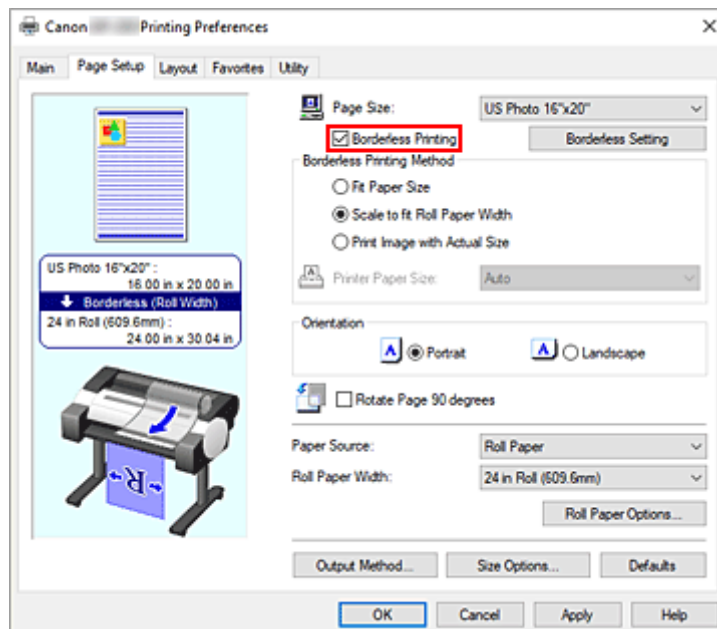 Canon Printing Preferences
Main Page Setup Layout Favorites Utility
Page Size: US Photo 16"x20"
Borderless Printing Borderless Setting
Borderless Printing Method
Fit Paper Size
Scale to fit Roll Paper Width
Print Image with Actual Size
Printer Paper Size: Auto
US Photo 16"x20" :
16.00 in x 20.00 in
Borderless (Roll Width)
24 in Roll (609.6mm) :
24.00 in x 30.04 in
Orientation
A Portrait A Landscape
Rotate Page 90 degrees
R
Paper Source: Roll Paper
Roll Paper Width: 24 in Roll (609.6mm)
Roll Paper Options...
Output Method... Size Options... Defaults
OK Cancel Apply Help